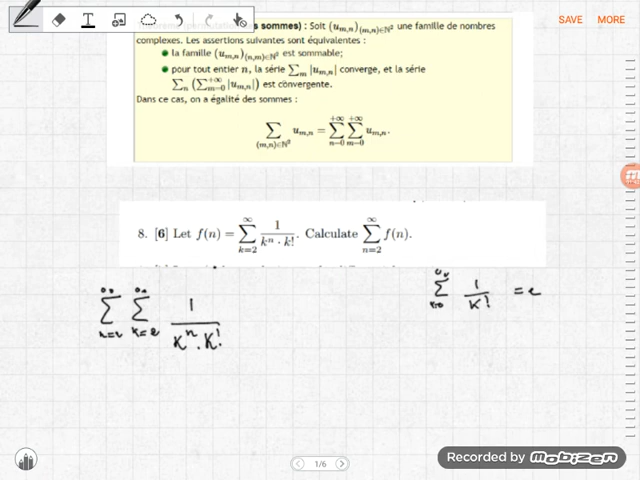 SAVE MORE
s sommes) : Soit (u_{m,n})_{(m,n)∈ℕ²} une famille de nombres
complexes. Les assertions suivantes sont équivalentes :
la famille (u_{m,n})_{(m,n)∈ℕ²} est sommable;
pour tout entier n, la série ∑_m |u_{m,n}| converge, et la série
∑_n (∑_{m=0}^{+∞} |u_{m,n}|) est convergente.
Dans ce cas, on a égalité des sommes :
∑_{(m,n)∈ℕ²} u_{m,n} = ∑_{n=0}^{+∞} ∑_{m=0}^{+∞} u_{m,n}.
8. [6] Let f(n) = ∑_{k=2}^{∞} 1/(k^n · k!). Calculate ∑_{n=2}^{∞} f(n).
∑_{n=2}^{∞} ∑_{k=2}^{∞} 1/(k^n · k!)
∑_{k=0}^{∞} 1/k! = e
1/6
Recorded by mobizen